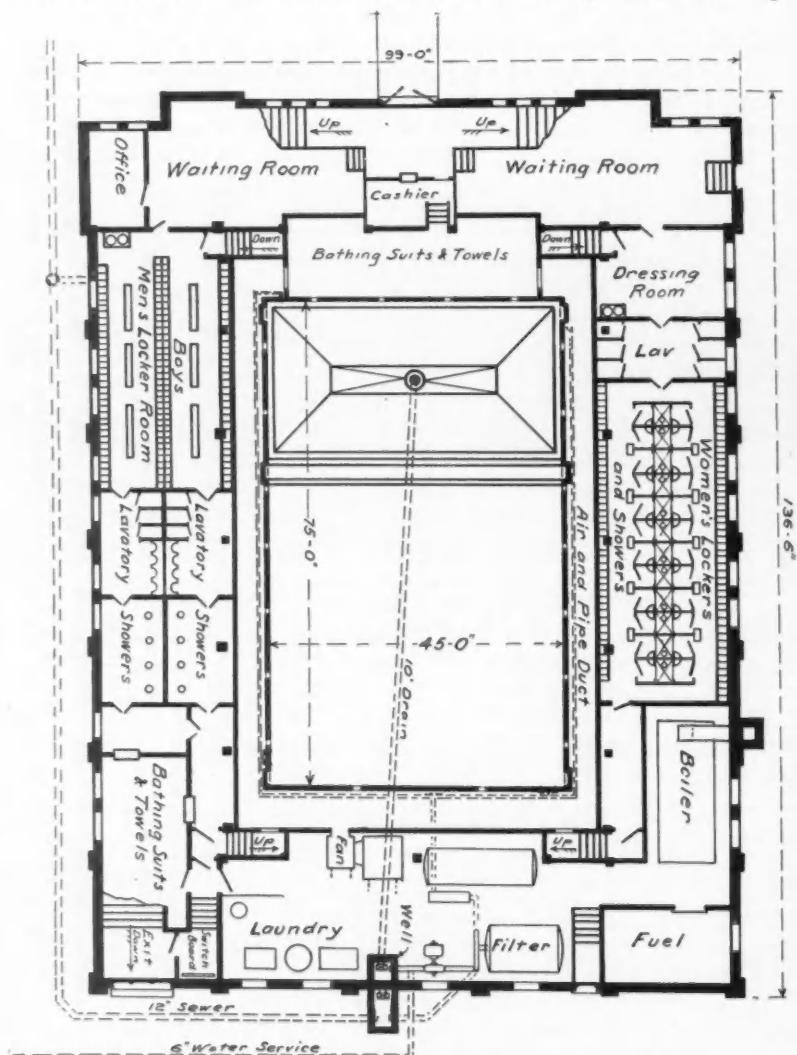 99-0"
Up
Up
Office
Waiting Room
Waiting Room
Cashier
Down
Bathing Suits & Towels
Down
Dressing
Room
Men's Locker Room
Boys
Lav
Women's Lockers
and Showers
136-6"
75-0"
Lavatory
Lavatory
Air and Pipe Duct
45-0"
Showers
Showers
10" Drain
Bathing Suits
& Towels
Boiler
Up
Fan
Up
Laundry
Well
Filter
Fuel
Exit
Down
Switch
Board
12" Sewer
6" Water Service